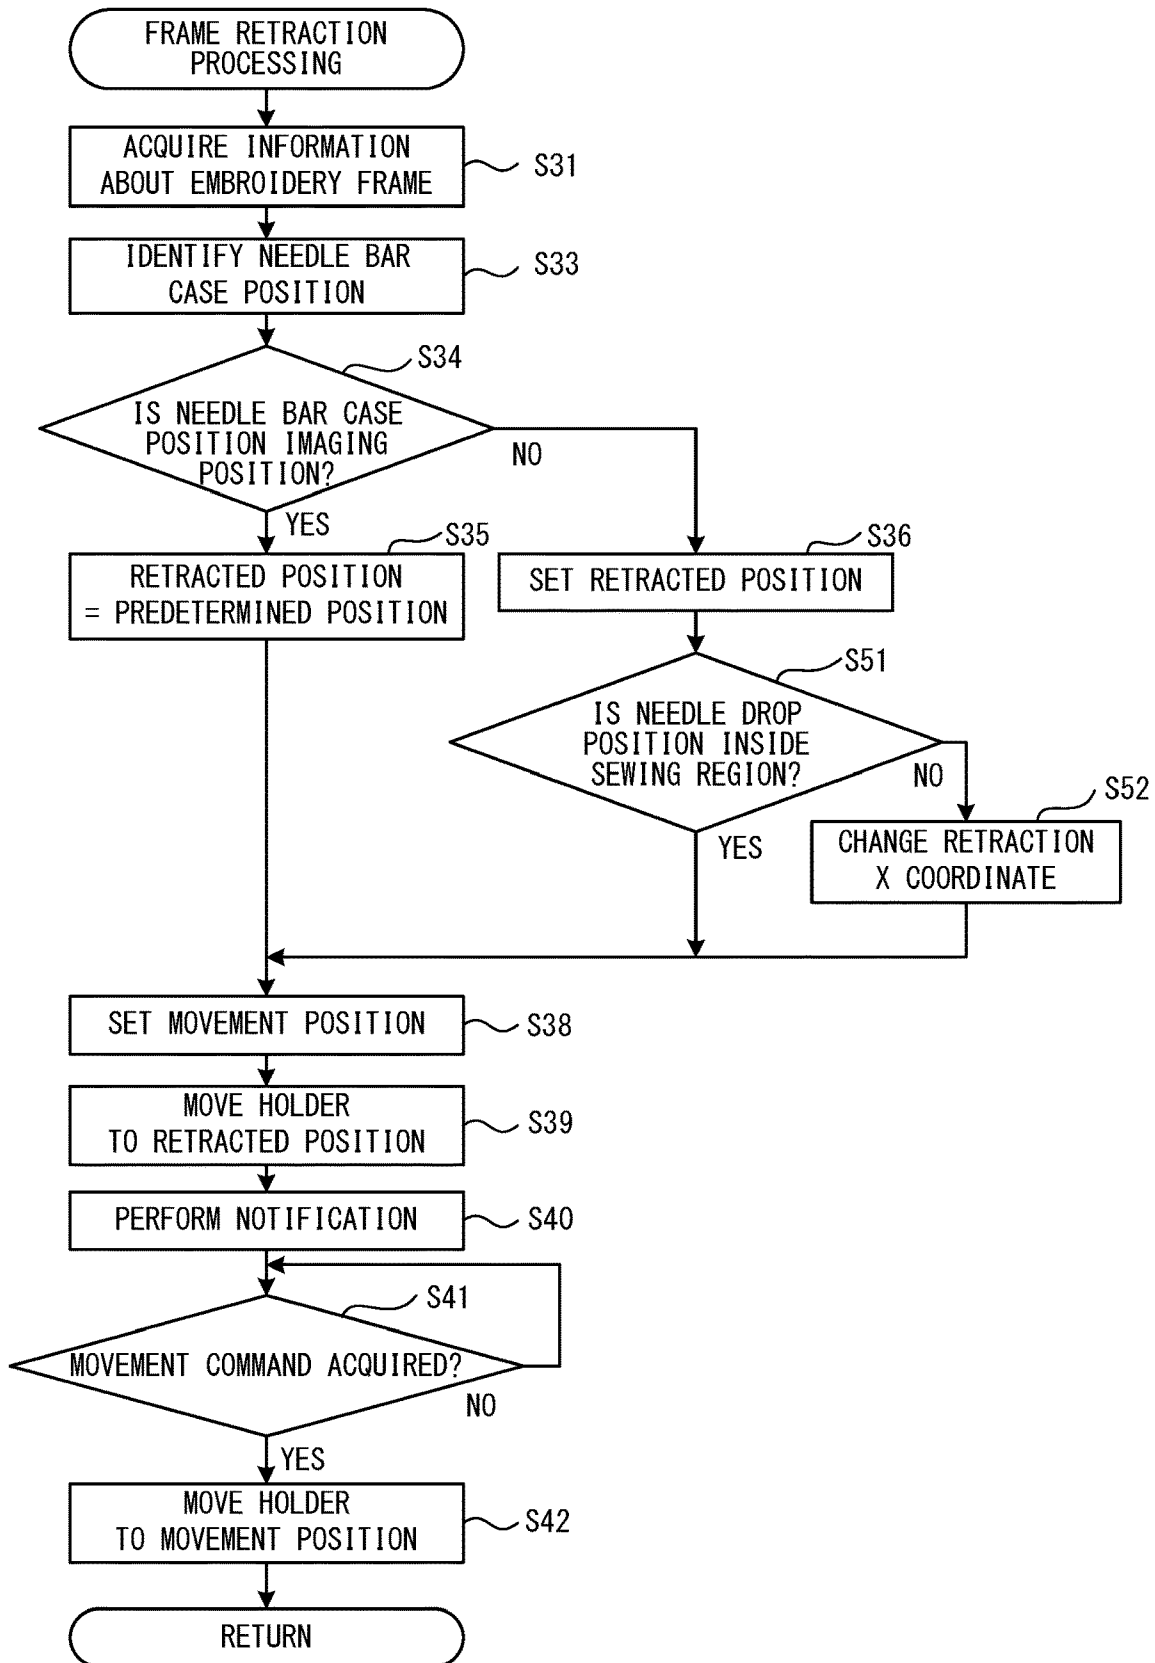 FRAME RETRACTION
PROCESSING
ACQUIRE INFORMATION
ABOUT EMBROIDERY FRAME
S31
IDENTIFY NEEDLE BAR
CASE POSITION
S33
S34
IS NEEDLE BAR CASE
POSITION IMAGING
POSITION?
NO
YES
S35
RETRACTED POSITION
= PREDETERMINED POSITION
S36
SET RETRACTED POSITION
S51
IS NEEDLE DROP
POSITION INSIDE
SEWING REGION?
NO
YES
S52
CHANGE RETRACTION
X COORDINATE
SET MOVEMENT POSITION
S38
MOVE HOLDER
TO RETRACTED POSITION
S39
PERFORM NOTIFICATION
S40
S41
MOVEMENT COMMAND ACQUIRED?
NO
YES
MOVE HOLDER
TO MOVEMENT POSITION
S42
RETURN